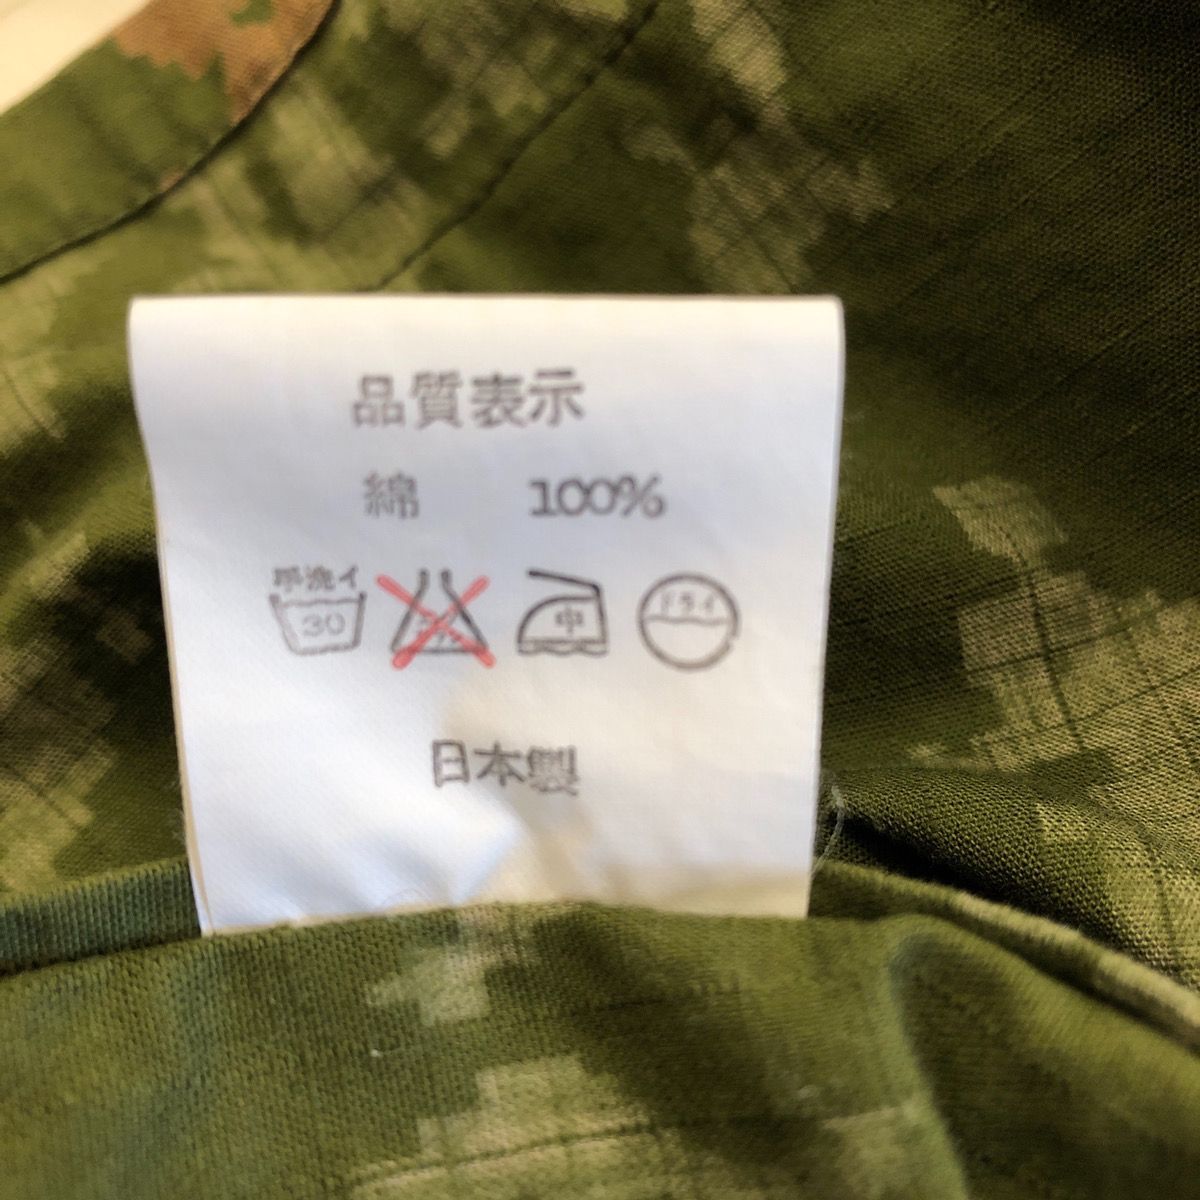 品質表示
綿 100%
手洗イ
30 中 ドライ
日本製